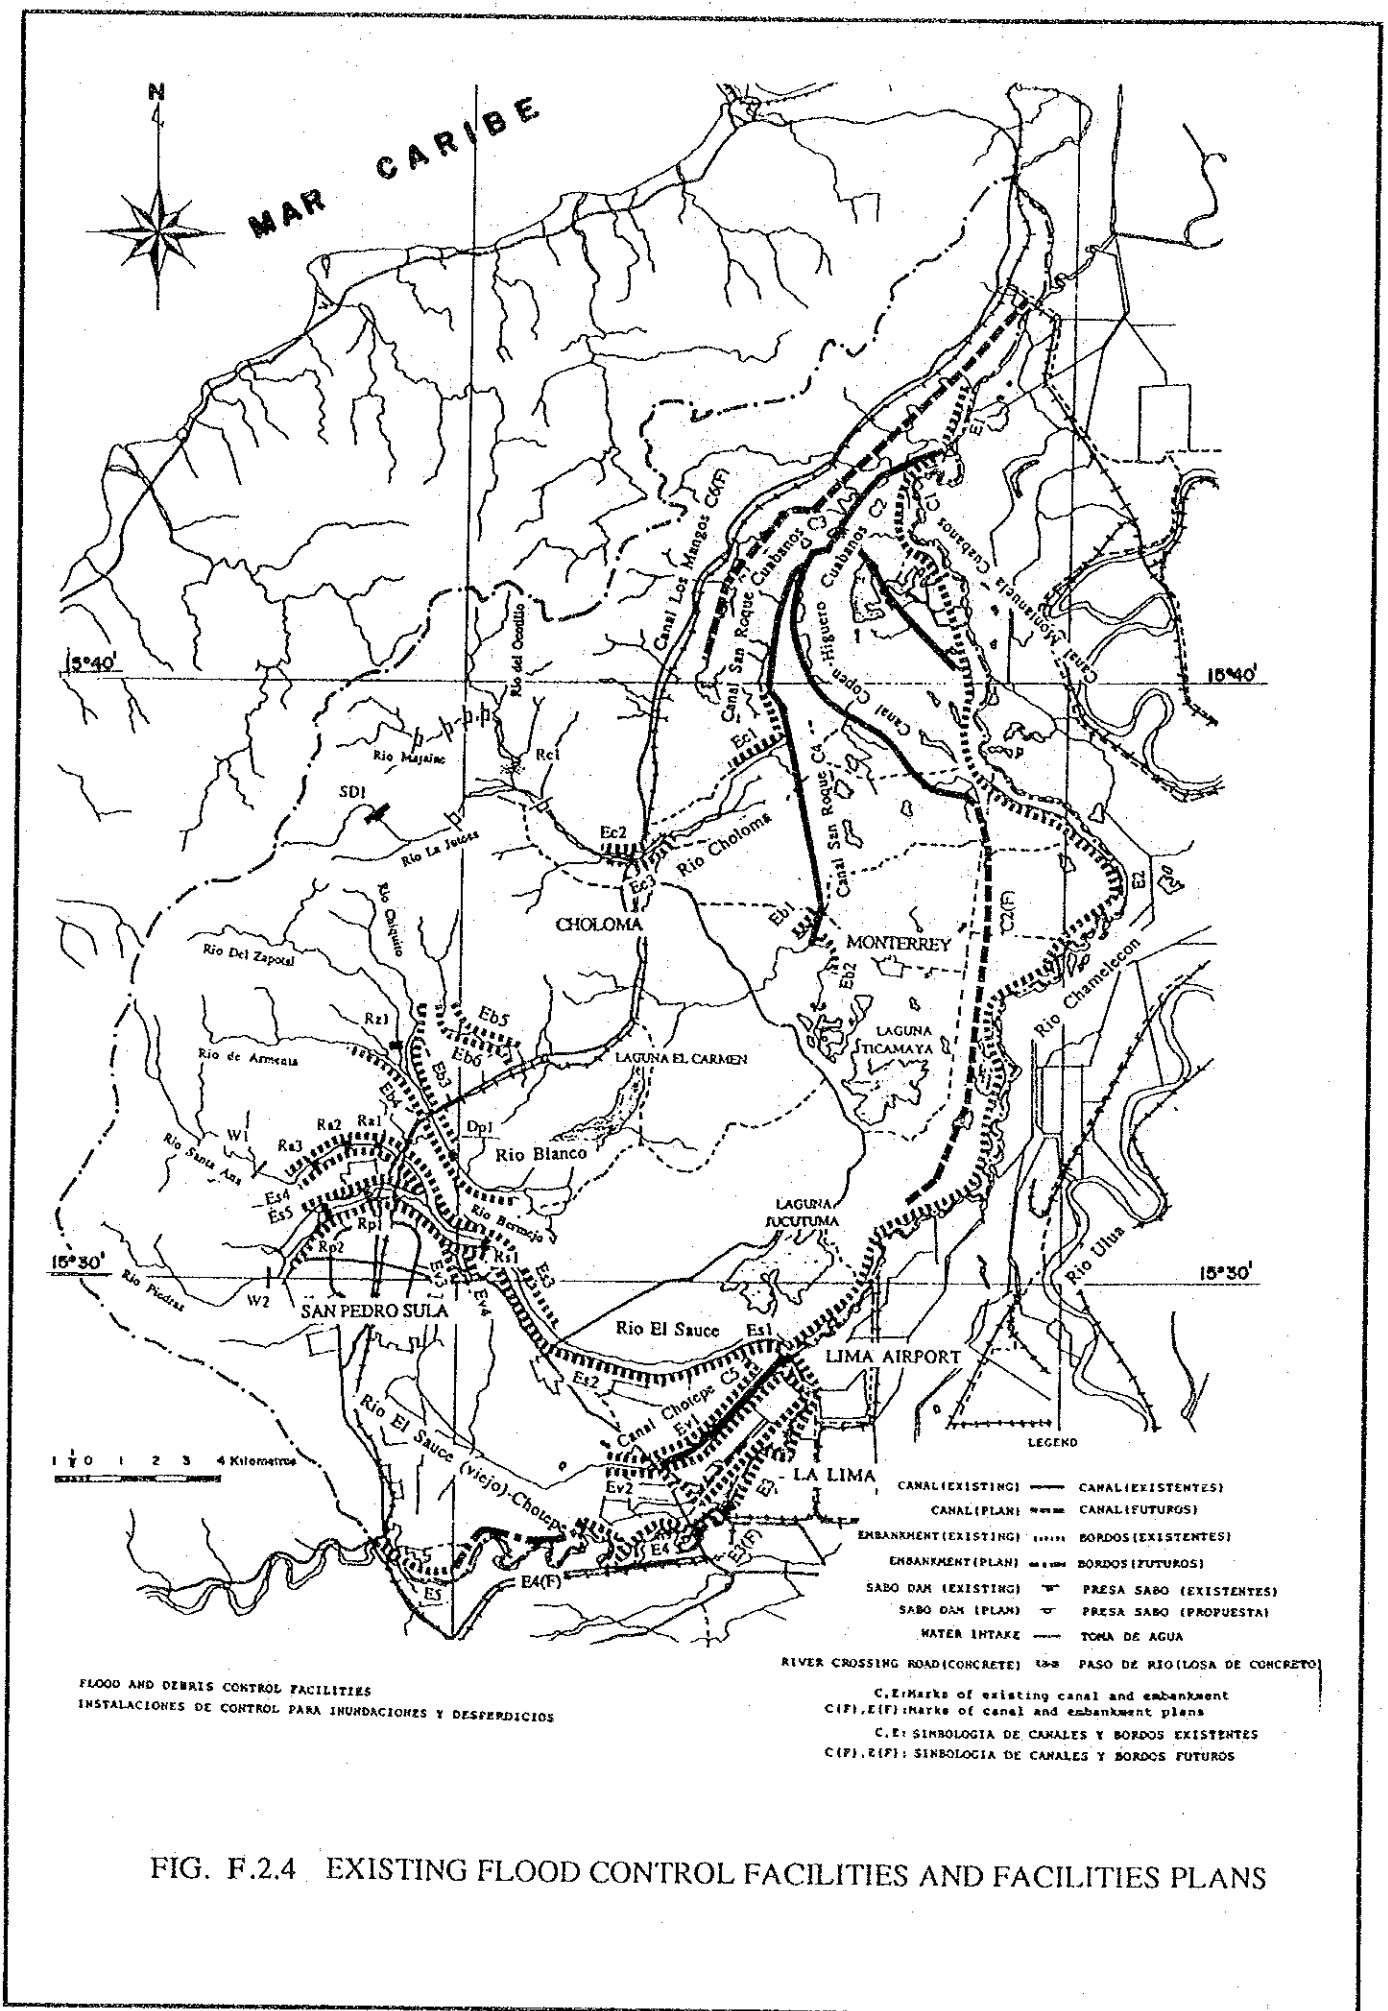 N
MAR CARIBE
15°40'
15°40'
Canal Los Mangos C6(F)
Canal San Roque Cuabanos C3
Cuabanos C2
Cuabanos C1
E1
Canal Montañuela
Canal Copen-Higuero
Canal San Roque C4
Rio del Ocotillo
Rio Majaine
Rc1
SD1
Rio La Jutosa
Ec1
Ec2
Ec3
Rio Choloma
CHOLOMA
Eb1
MONTERREY
Eb2
C2(F)
E2
Rio Chamelecon
Rio Chiquito
Rio Del Zapotal
Rz1
Eb5
Eb6
Eb3
Eb4
Rio de Armenta
LAGUNA EL CARMEN
LAGUNA
TICAMAYA
W1
Rio Santa Ana
Ra3
Ra2
Ra1
Dp1
Rio Blanco
Es4
Es5
Rp1
Rp2
Rio Bermejo
Rs1
Es3
Ev3
Ev4
LAGUNA
JUCUTUMA
Rio Ulua
15°30'
15°30'
Rio Piedras
W2
SAN PEDRO SULA
Rio El Sauce
Es1
Es2
LIMA AIRPORT
Canal Chotepe C5
Ev1
Ev2
Rio El Sauce (viejo)-Chotepe
LA LIMA
E3
E3(F)
E4
E4(F)
E5
1 ½ 0 1 2 3 4 Kilometros
LEGEND
CANAL(EXISTING) CANAL(EXISTENTES)
CANAL(PLAN) CANAL(FUTUROS)
EMBANKMENT(EXISTING) BORDOS(EXISTENTES)
EMBANKMENT(PLAN) BORDOS(FUTUROS)
SABO DAM (EXISTING) PRESA SABO (EXISTENTES)
SABO DAM (PLAN) PRESA SABO (PROPUESTA)
WATER INTAKE TOMA DE AGUA
RIVER CROSSING ROAD(CONCRETE) PASO DE RIO(LOSA DE CONCRETO)
C,E:Marks of existing canal and embankment
C(F),E(F):Marks of canal and embankment plans
C,E: SIMBOLOGIA DE CANALES Y BORDOS EXISTENTES
C(F),E(F): SIMBOLOGIA DE CANALES Y BORDOS FUTUROS
FLOOD AND DEBRIS CONTROL FACILITIES
INSTALACIONES DE CONTROL PARA INUNDACIONES Y DESPERDICIOS
FIG. F.2.4 EXISTING FLOOD CONTROL FACILITIES AND FACILITIES PLANS